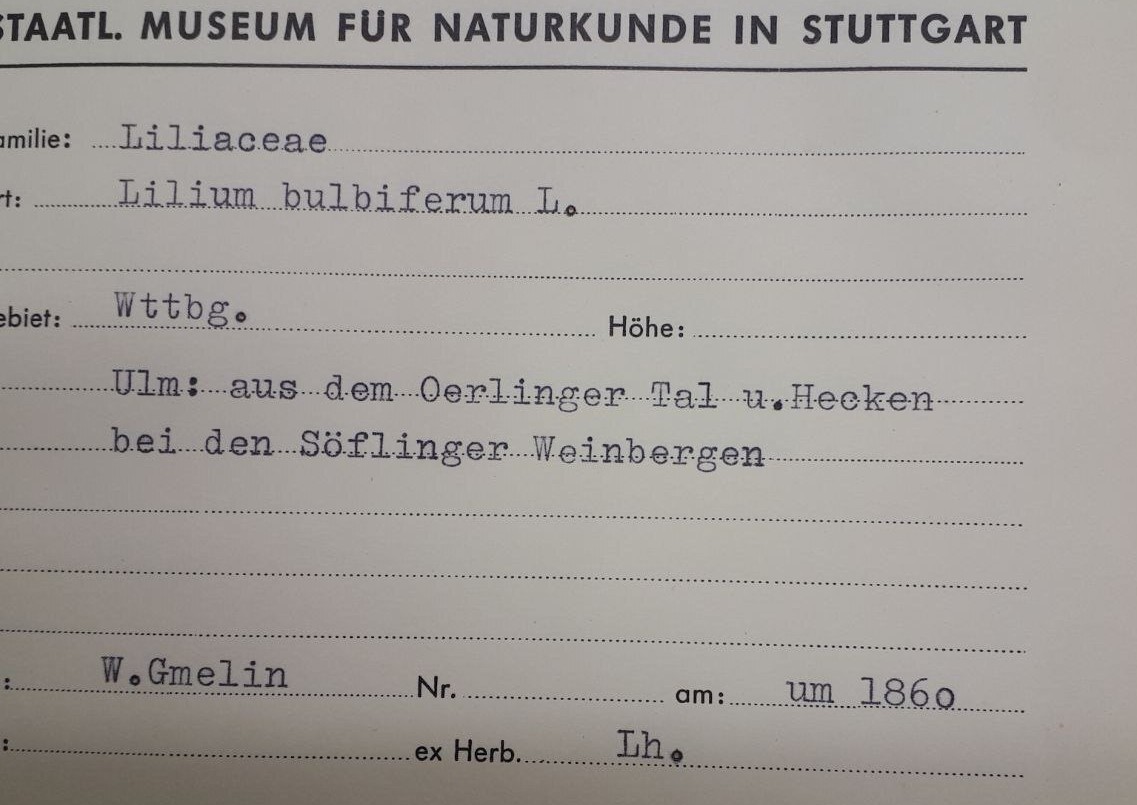 STAATL. MUSEUM FÜR NATURKUNDE IN STUTTGART
amilie: Liliaceae
rt: Lilium bulbiferum L.
ebiet: Wttbg. Höhe:
Ulm: aus dem Oerlinger Tal u.Hecken
bei den Söflinger Weinbergen
: W.Gmelin Nr. am: um 186o
: ex Herb. Lh.